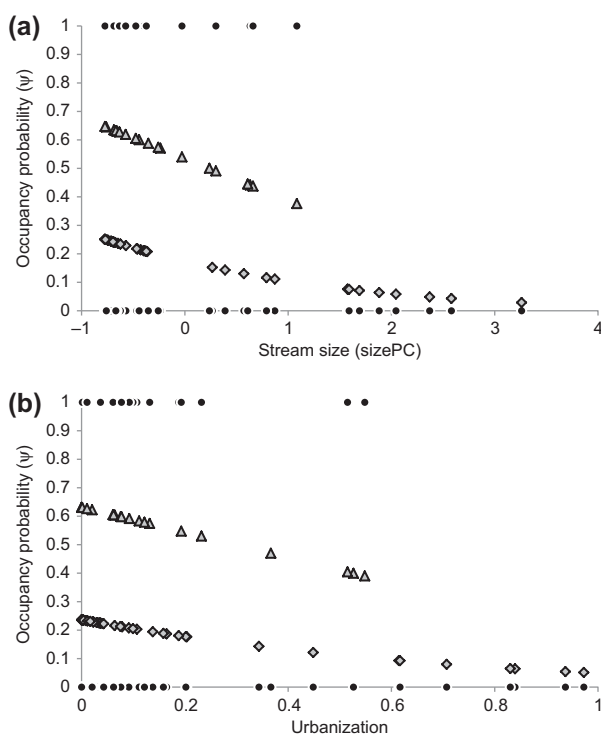 (a)
Occupancy probability (ψ)
1
0.9
0.8
0.7
0.6
0.5
0.4
0.3
0.2
0.1
0
–1 0 1 2 3 4
Stream size (sizePC)
(b)
Occupancy probability (ψ)
1
0.9
0.8
0.7
0.6
0.5
0.4
0.3
0.2
0.1
0
0 0.2 0.4 0.6 0.8 1
Urbanization